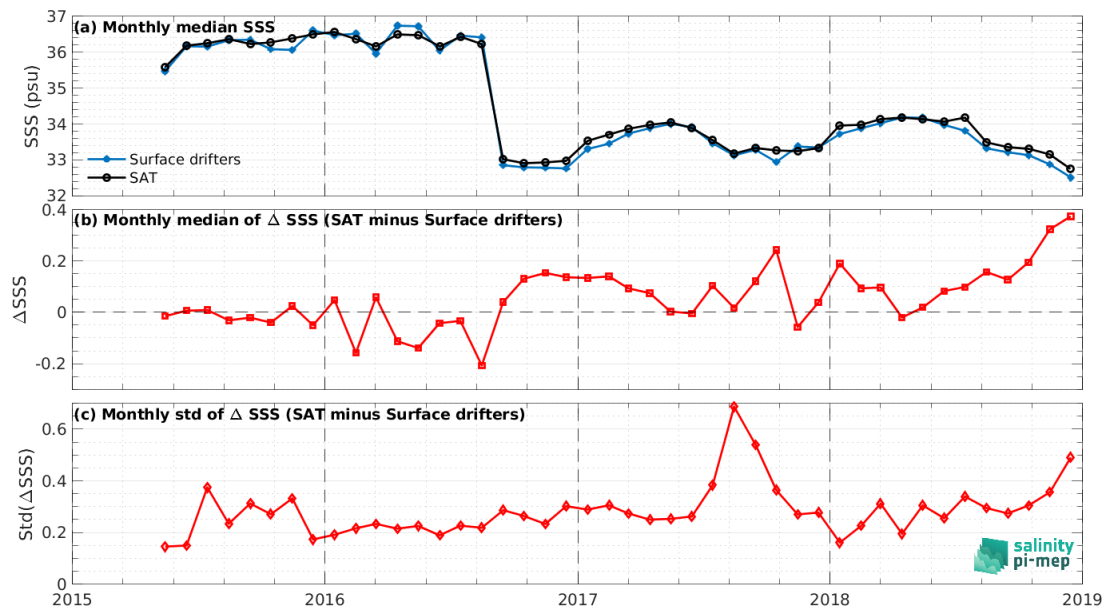 (a) Monthly median SSS
37
36
35
34
33
32
SSS (psu)
Surface drifters
SAT
(b) Monthly median of Δ SSS (SAT minus Surface drifters)
0.4
0.2
0
-0.2
ΔSSS
(c) Monthly std of Δ SSS (SAT minus Surface drifters)
0.6
0.4
0.2
0
Std(ΔSSS)
salinity
pi-mep
2015 2016 2017 2018 2019